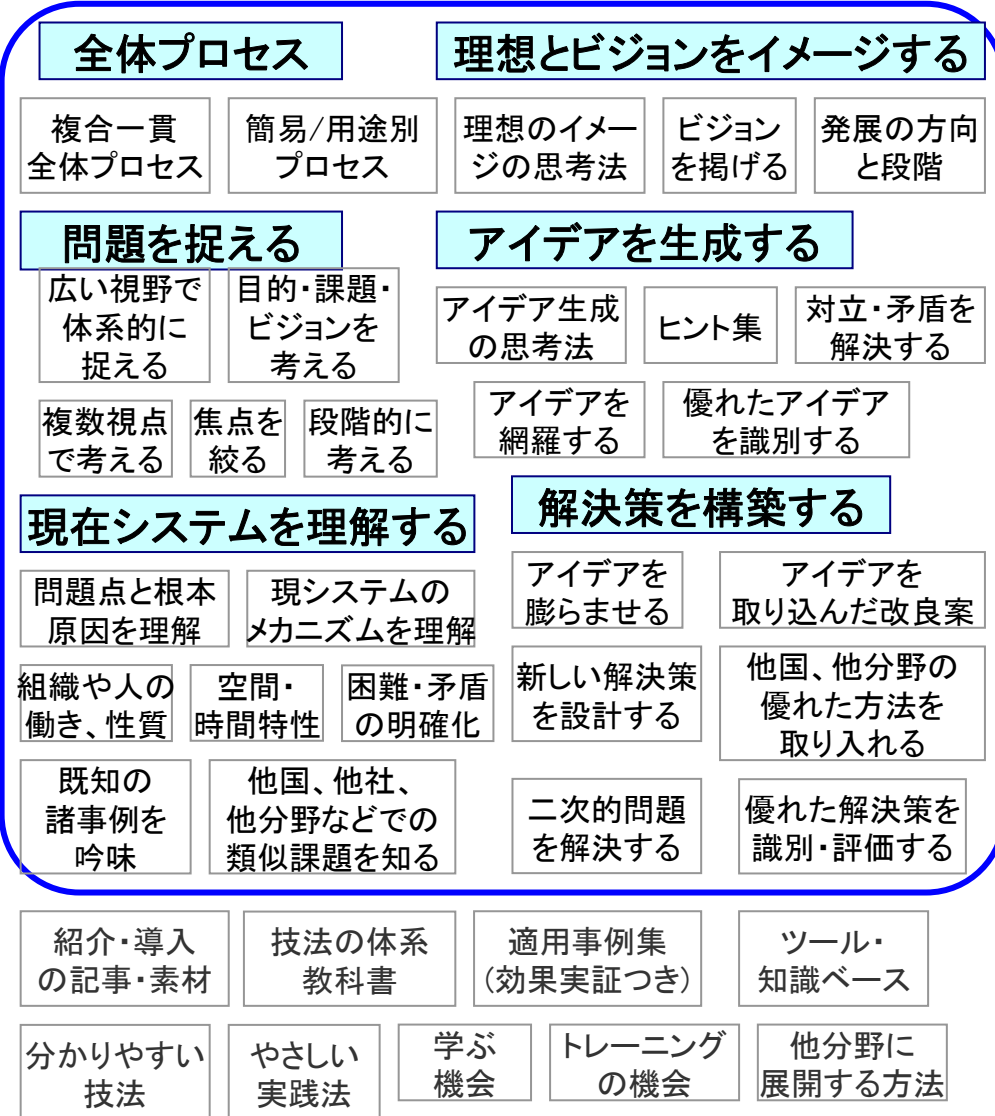 全体プロセス
複合一貫
全体プロセス
簡易/用途別
プロセス
理想とビジョンをイメージする
理想のイメー
ジの思考法
ビジョン
を掲げる
発展の方向
と段階
問題を捉える
広い視野で
体系的に
捉える
目的・課題・
ビジョンを
考える
複数視点
で考える
焦点を
絞る
段階的に
考える
アイデアを生成する
アイデア生成
の思考法
ヒント集
対立・矛盾を
解決する
アイデアを
網羅する
優れたアイデア
を識別する
現在システムを理解する
問題点と根本
原因を理解
現システムの
メカニズムを理解
組織や人の
働き、性質
空間・
時間特性
困難・矛盾
の明確化
既知の
諸事例を
吟味
他国、他社、
他分野などでの
類似課題を知る
解決策を構築する
アイデアを
膨らませる
アイデアを
取り込んだ改良案
新しい解決策
を設計する
他国、他分野の
優れた方法を
取り入れる
二次的問題
を解決する
優れた解決策を
識別・評価する
紹介・導入
の記事・素材
技法の体系
教科書
適用事例集
(効果実証つき)
ツール・
知識ベース
分かりやすい
技法
やさしい
実践法
学ぶ
機会
トレーニング
の機会
他分野に
展開する方法